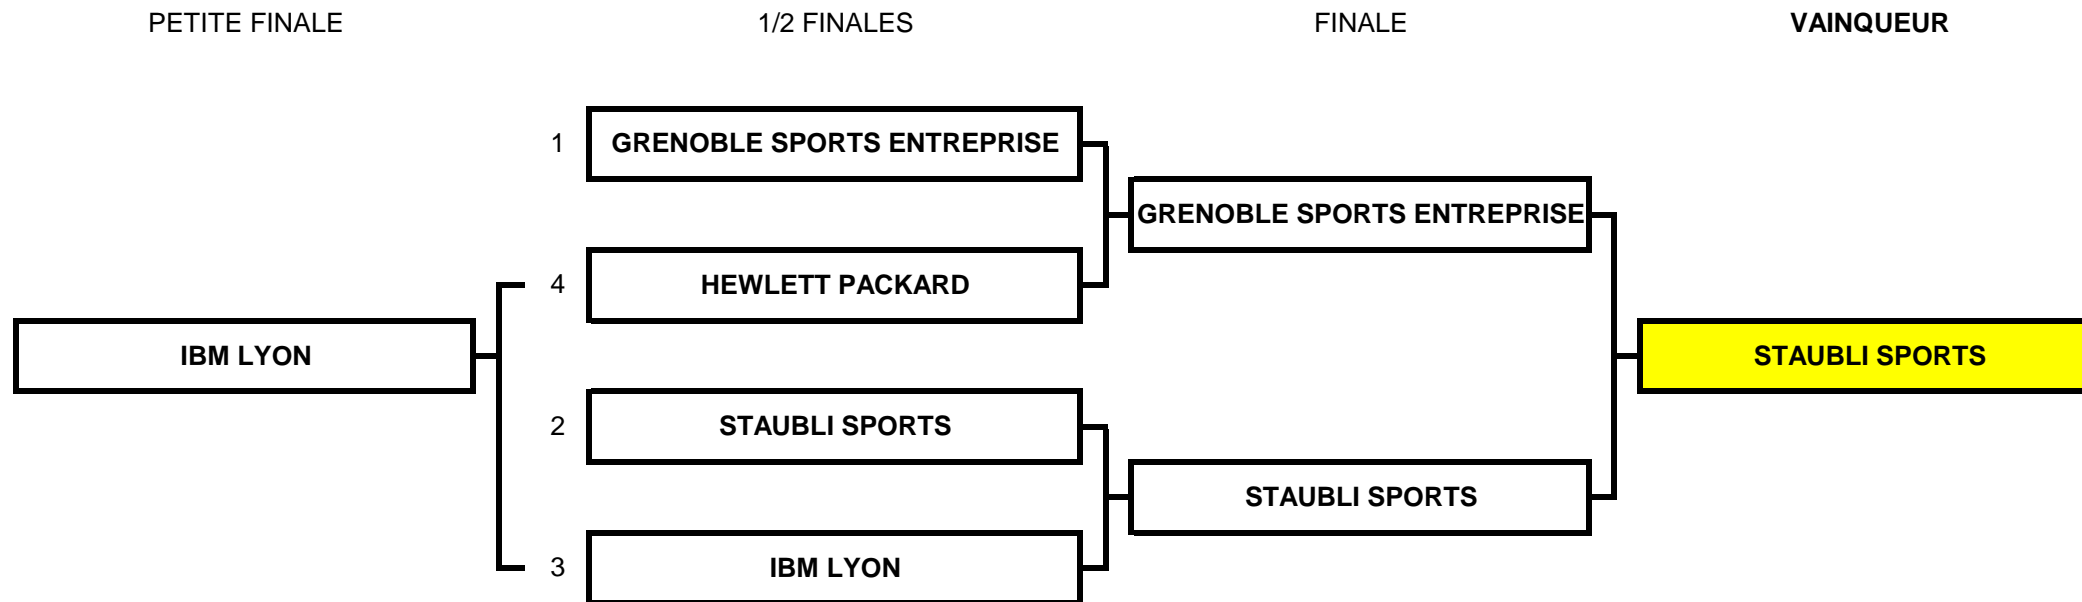 PETITE FINALE
1/2 FINALES
FINALE
VAINQUEUR
1
GRENOBLE SPORTS ENTREPRISE
GRENOBLE SPORTS ENTREPRISE
4
HEWLETT PACKARD
IBM LYON
STAUBLI SPORTS
2
STAUBLI SPORTS
STAUBLI SPORTS
3
IBM LYON